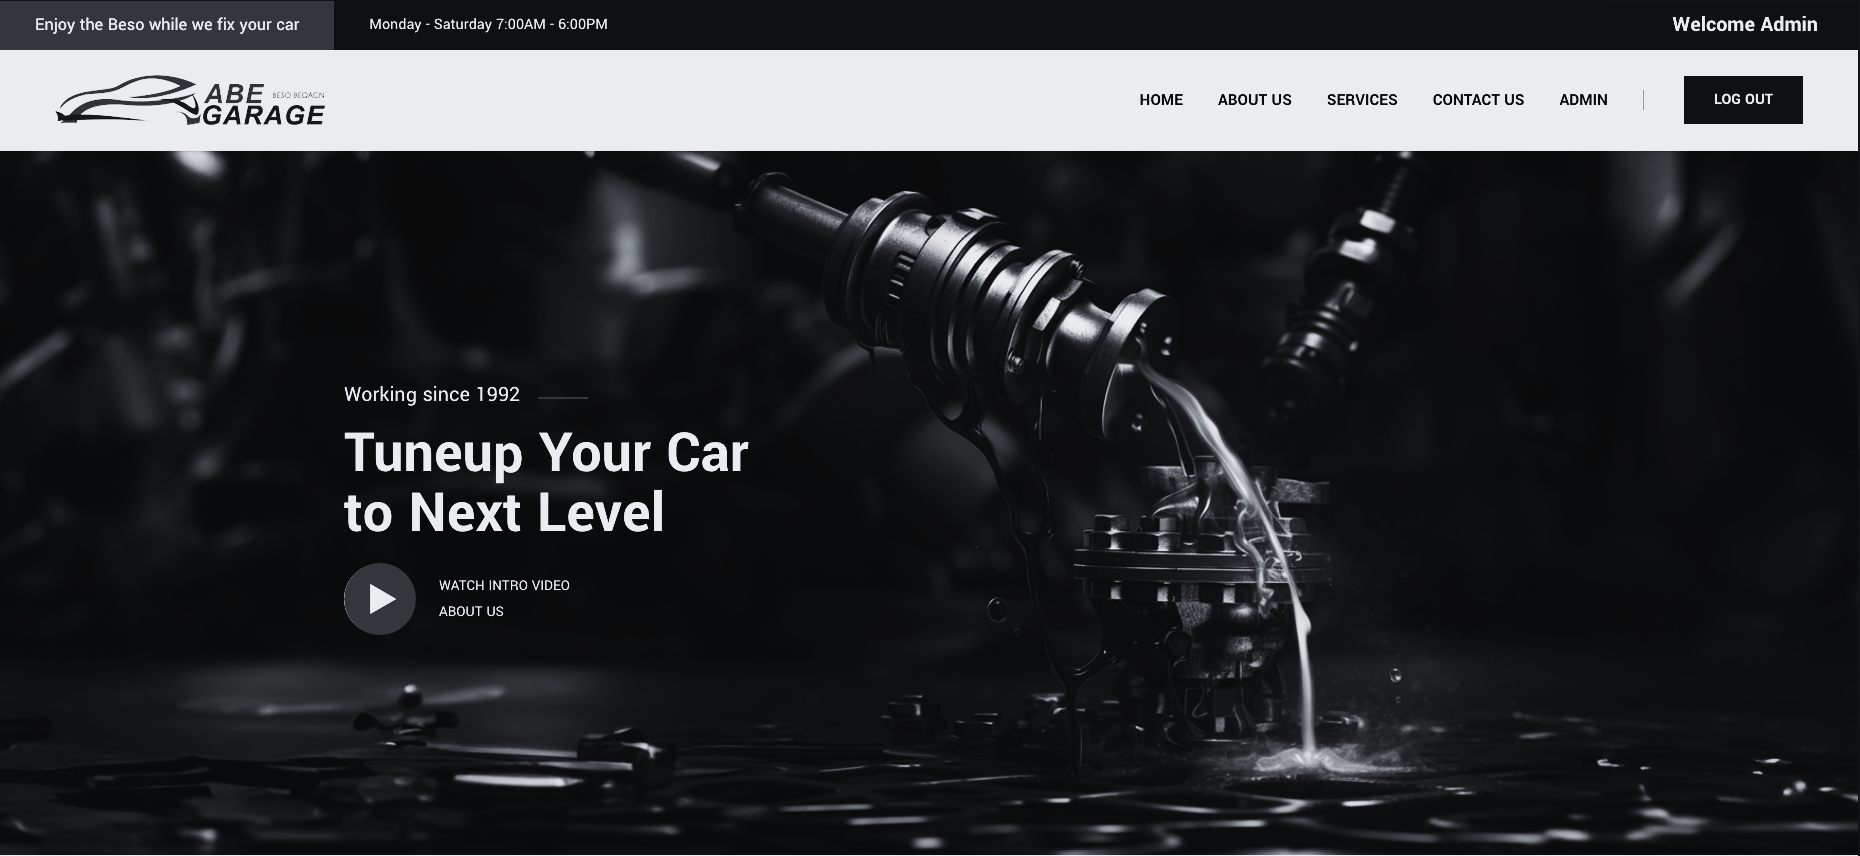 Enjoy the Beso while we fix your car
Monday - Saturday 7:00AM - 6:00PM
Welcome Admin
ABE BESO BEQACN
GARAGE
HOME
ABOUT US
SERVICES
CONTACT US
ADMIN
LOG OUT
Working since 1992
Tuneup Your Car
to Next Level
WATCH INTRO VIDEO
ABOUT US